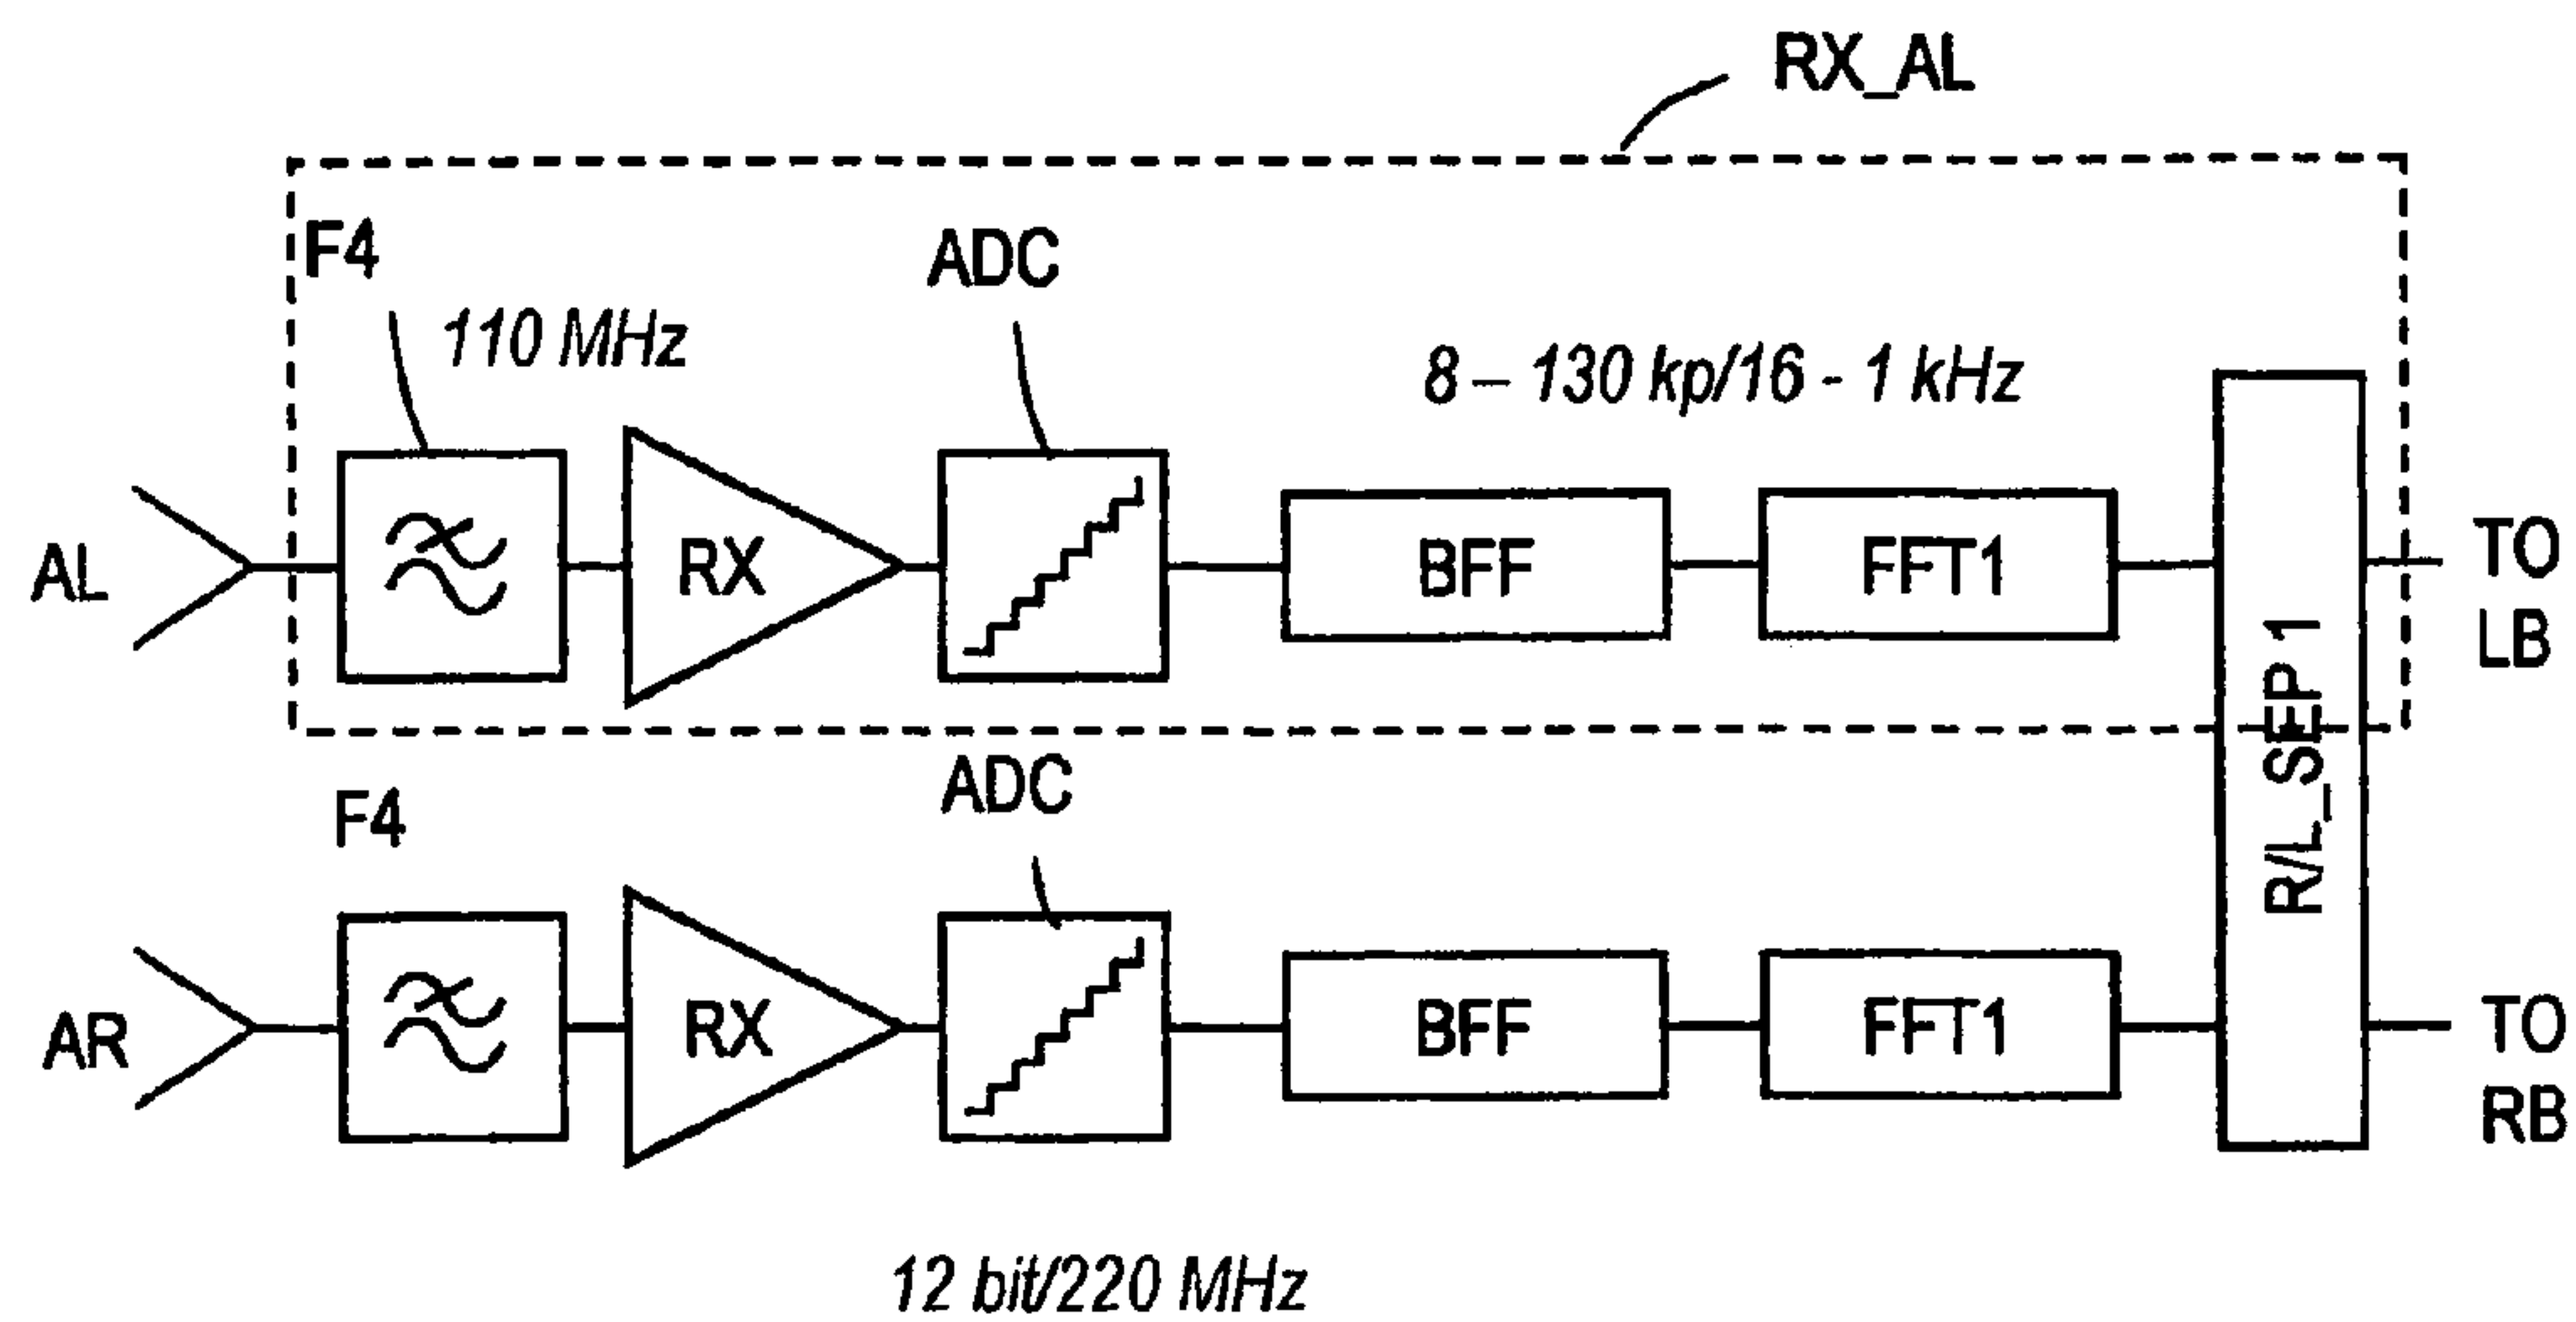 RX_AL
F4
110 MHz
ADC
8 – 130 kp/16 - 1 kHz
AL
RX
BFF
FFT1
R/L_SEP 1
TO
LB
F4
ADC
AR
RX
BFF
FFT1
TO
RB
12 bit/220 MHz